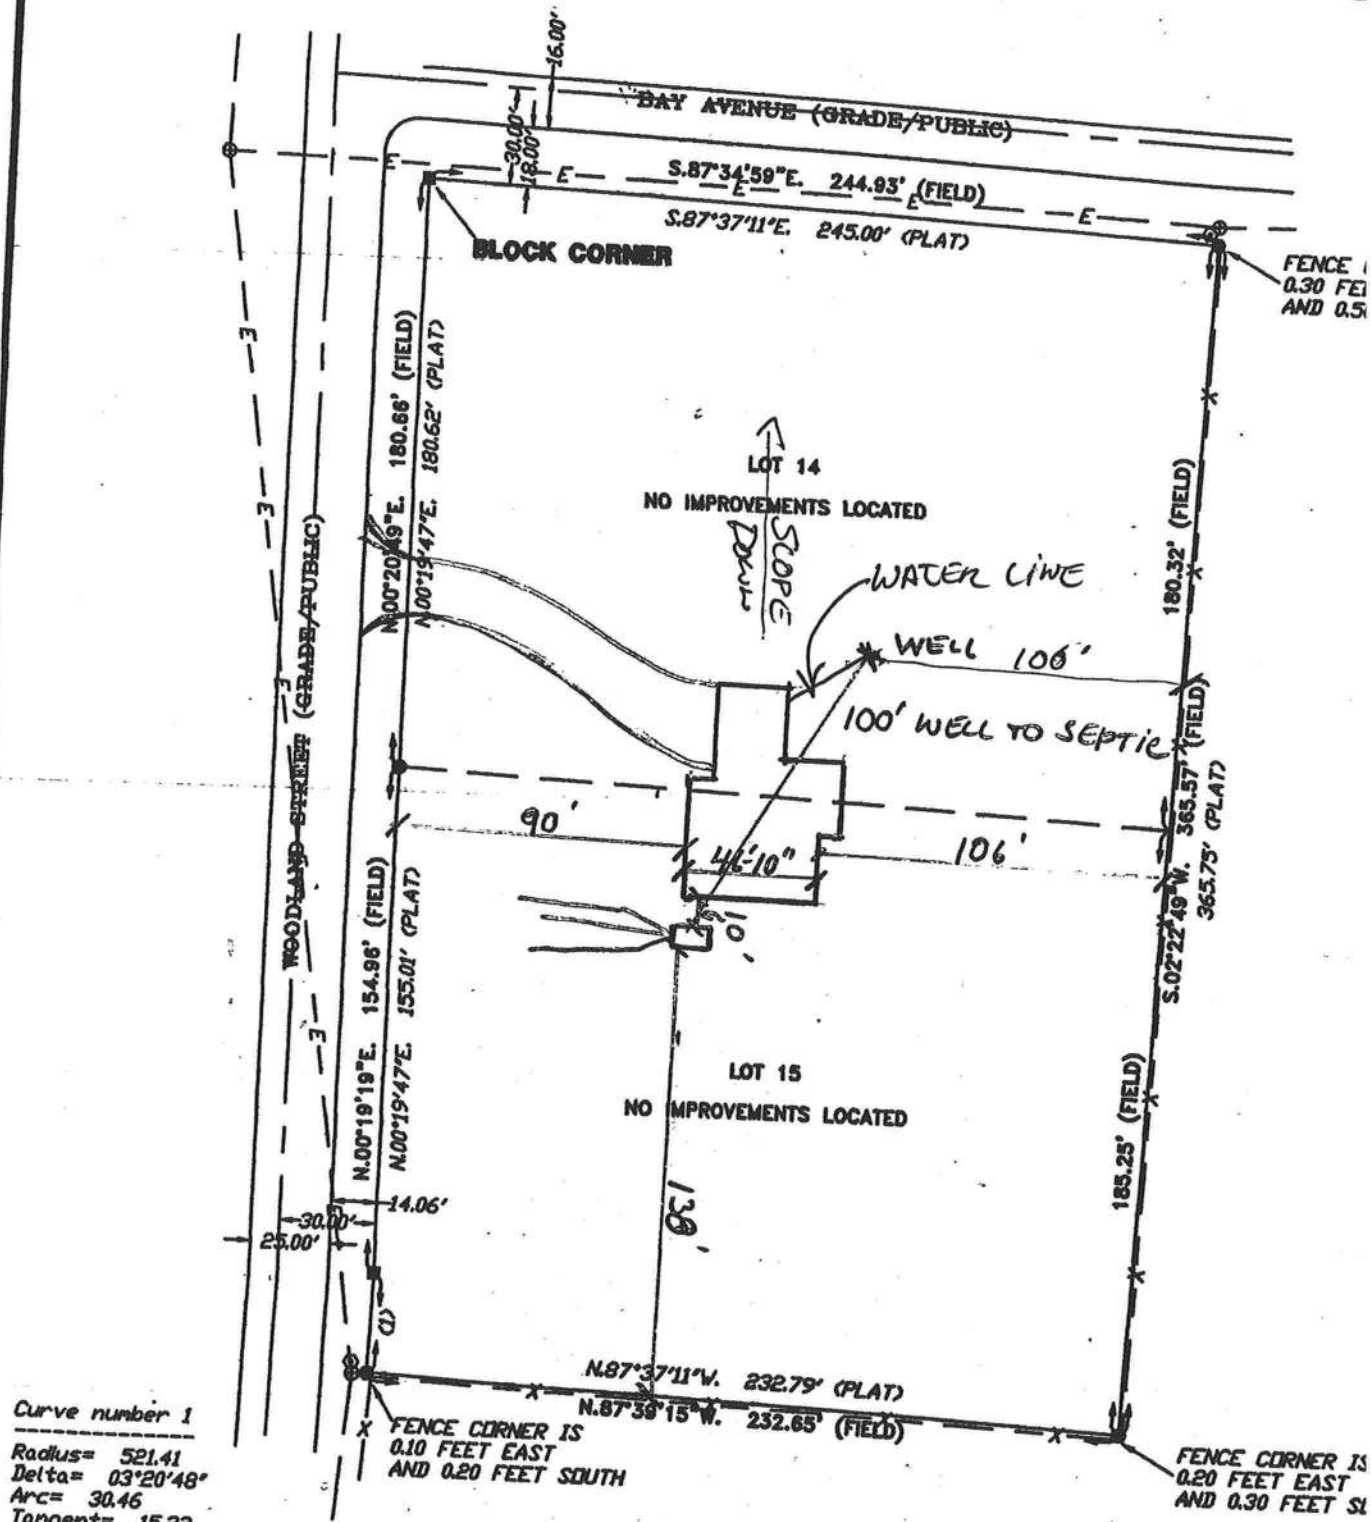 16.00'
BAY AVENUE (GRADE/PUBLIC)
30.00'
18.00'
S.87°34'59"E. 244.93' (FIELD)
E E E E E
S.87°37'11"E. 245.00' (PLAT)
BLOCK CORNER
FENCE
0.30 FE
AND 0.5
N.00°20'49"E. 180.66' (FIELD)
N.00°19'47"E. 180.62' (PLAT)
LOT 14
NO IMPROVEMENTS LOCATED
SLOPE
DOWN
WATER LINE
WELL 106'
100' WELL TO SEPTIC
180.32' (FIELD)
S.02°22'49"W. 365.57' (FIELD)
365.75' (PLAT)
WOODLAND STREET (GRADE/PUBLIC)
E
E
E
E
90'
46'-10"
106'
10'
N.00°19'19"E. 154.96' (FIELD)
N.00°19'47"E. 155.01' (PLAT)
LOT 15
NO IMPROVEMENTS LOCATED
185.25' (FIELD)
138'
14.06'
30.00'
25.00'
(1)
N.87°37'11"W. 232.79' (PLAT)
N.87°39'15"W. 232.65' (FIELD)
FENCE CORNER IS
0.10 FEET EAST
AND 0.20 FEET SOUTH
FENCE CORNER IS
0.20 FEET EAST
AND 0.30 FEET S
Curve number 1
Radius= 521.41
Delta= 03°20'48"
Arc= 30.46
Tangent=